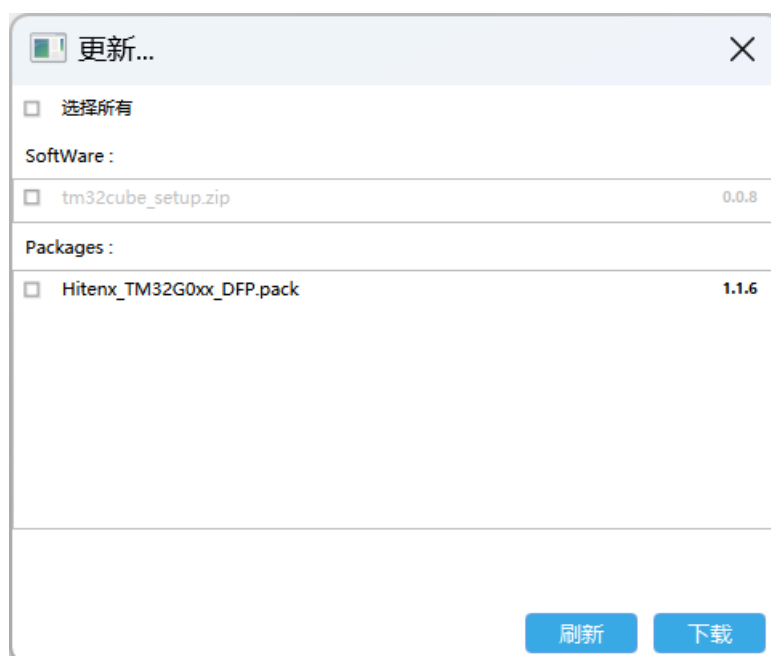 更新...
选择所有
SoftWare :
tm32cube_setup.zip 0.0.8
Packages :
Hitenx_TM32G0xx_DFP.pack 1.1.6
刷新 下载